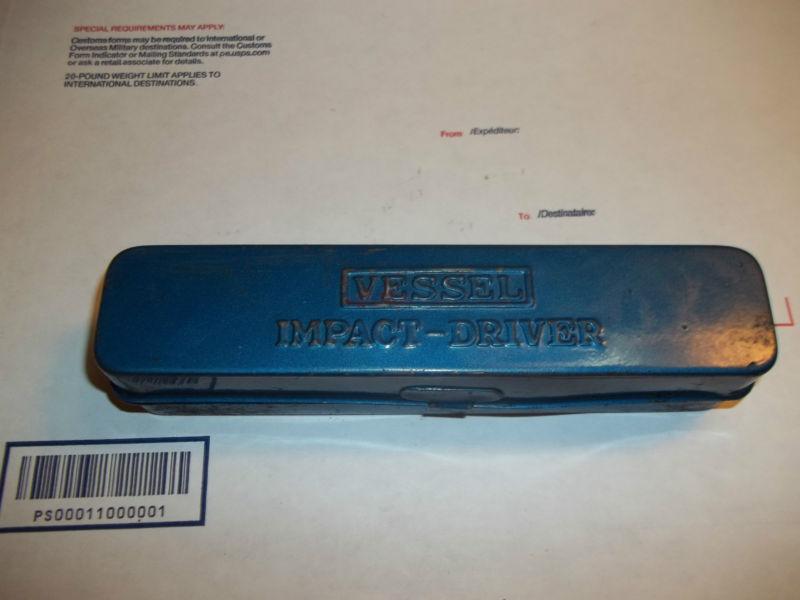 SPECIAL REQUIREMENTS MAY APPLY:
Customs forms may be required to International or
Overseas Military destinations. Consult the Customs
Form Indicator or Mailing Standards at pe.usps.com
or ask a retail associate for details.
20-POUND WEIGHT LIMIT APPLIES TO
INTERNATIONAL DESTINATIONS.
From /Expéditeur:
To /Destinataire:
VESSEL
IMPACT-DRIVER
PS00011000001